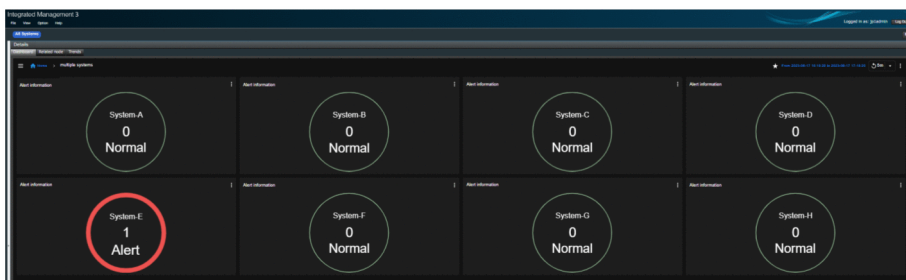 Integrated Management 3
File View Option Help
Logged in as: jp1admin Log Out
All Systems
Details
Dashboard Related node Trends
Home > multiple systems
Alert information
System-A
0
Normal
Alert information
System-B
0
Normal
Alert information
System-C
0
Normal
Alert information
System-D
0
Normal
Alert information
System-E
1
Alert
Alert information
System-F
0
Normal
Alert information
System-G
0
Normal
Alert information
System-H
0
Normal